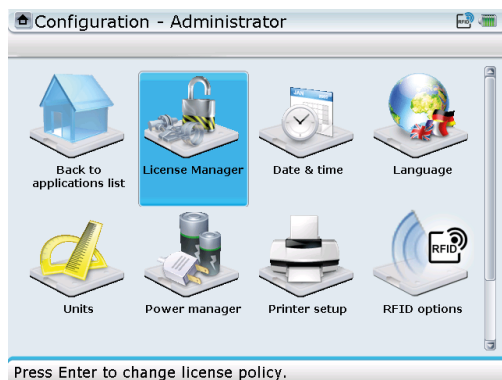 Configuration - Administrator
RFID
Back to
applications list
License Manager
Date & time
Language
Units
Power manager
Printer setup
RFID
RFID options
Press Enter to change license policy.